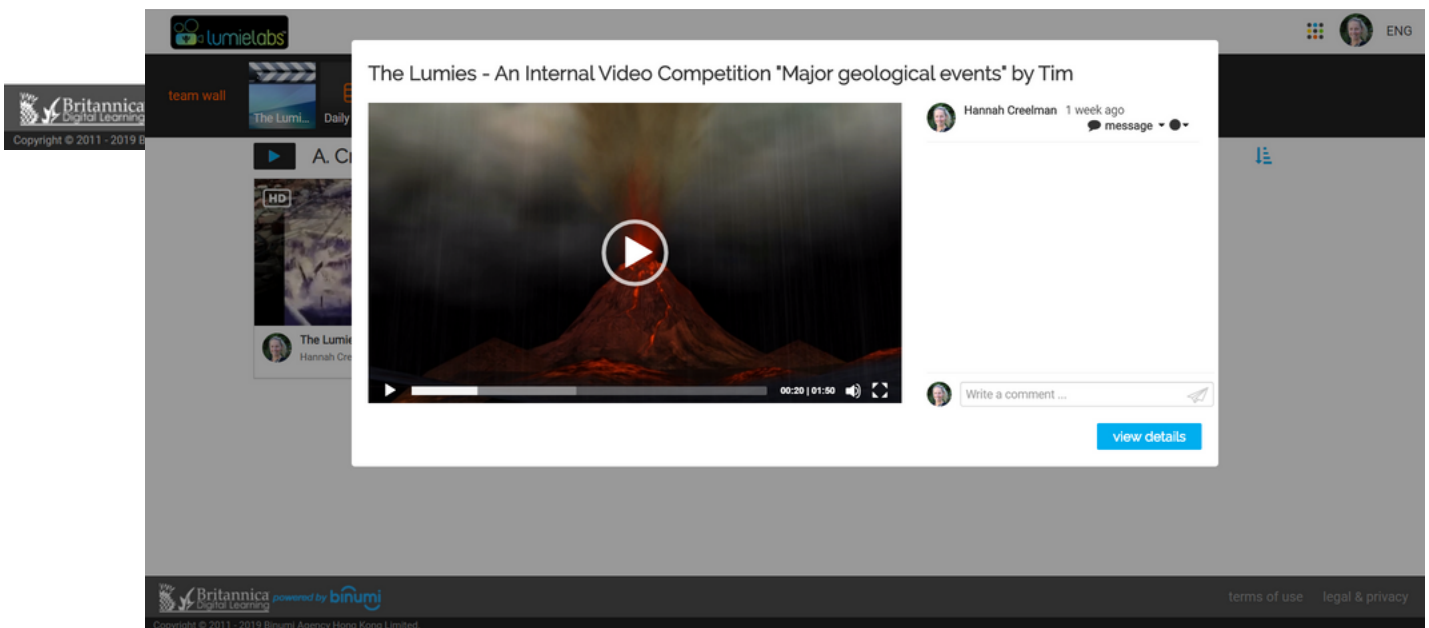 lumielabs
ENG
The Lumies - An Internal Video Competition "Major geological events" by Tim
team wall
The Lumi...
Daily
Hannah Creelman 1 week ago
message
Britannica
Digital Learning
Copyright © 2011 - 2019 B
A. Cr
HD
The Lumie
Hannah Cre
00:20 | 01:50
Write a comment ...
view details
Britannica powered by binumi
Digital Learning
terms of use legal & privacy
Copyright © 2011 - 2019 Binumi Agency Hong Kong Limited.